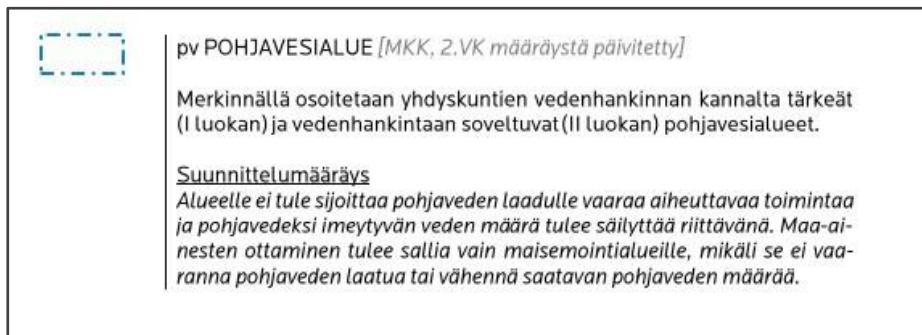 pv POHJAVESIALUE [MKK, 2.VK määräystä päivitetty]
Merkinnällä osoitetaan yhdyskuntien vedenhankinnan kannalta tärkeät
(I luokan) ja vedenhankintaan soveltuvat (II luokan) pohjavesialueet.
Suunnittelumääräys
Alueelle ei tule sijoittaa pohjaveden laadulle vaaraa aiheuttavaa toimintaa
ja pohjavedeksi imeytyvän veden määrä tulee säilyttää riittävänä. Maa-ai-
nesten ottaminen tulee sallia vain maisemointialueille, mikäli se ei vaa-
ranna pohjaveden laatua tai vähennä saatavan pohjaveden määrää.